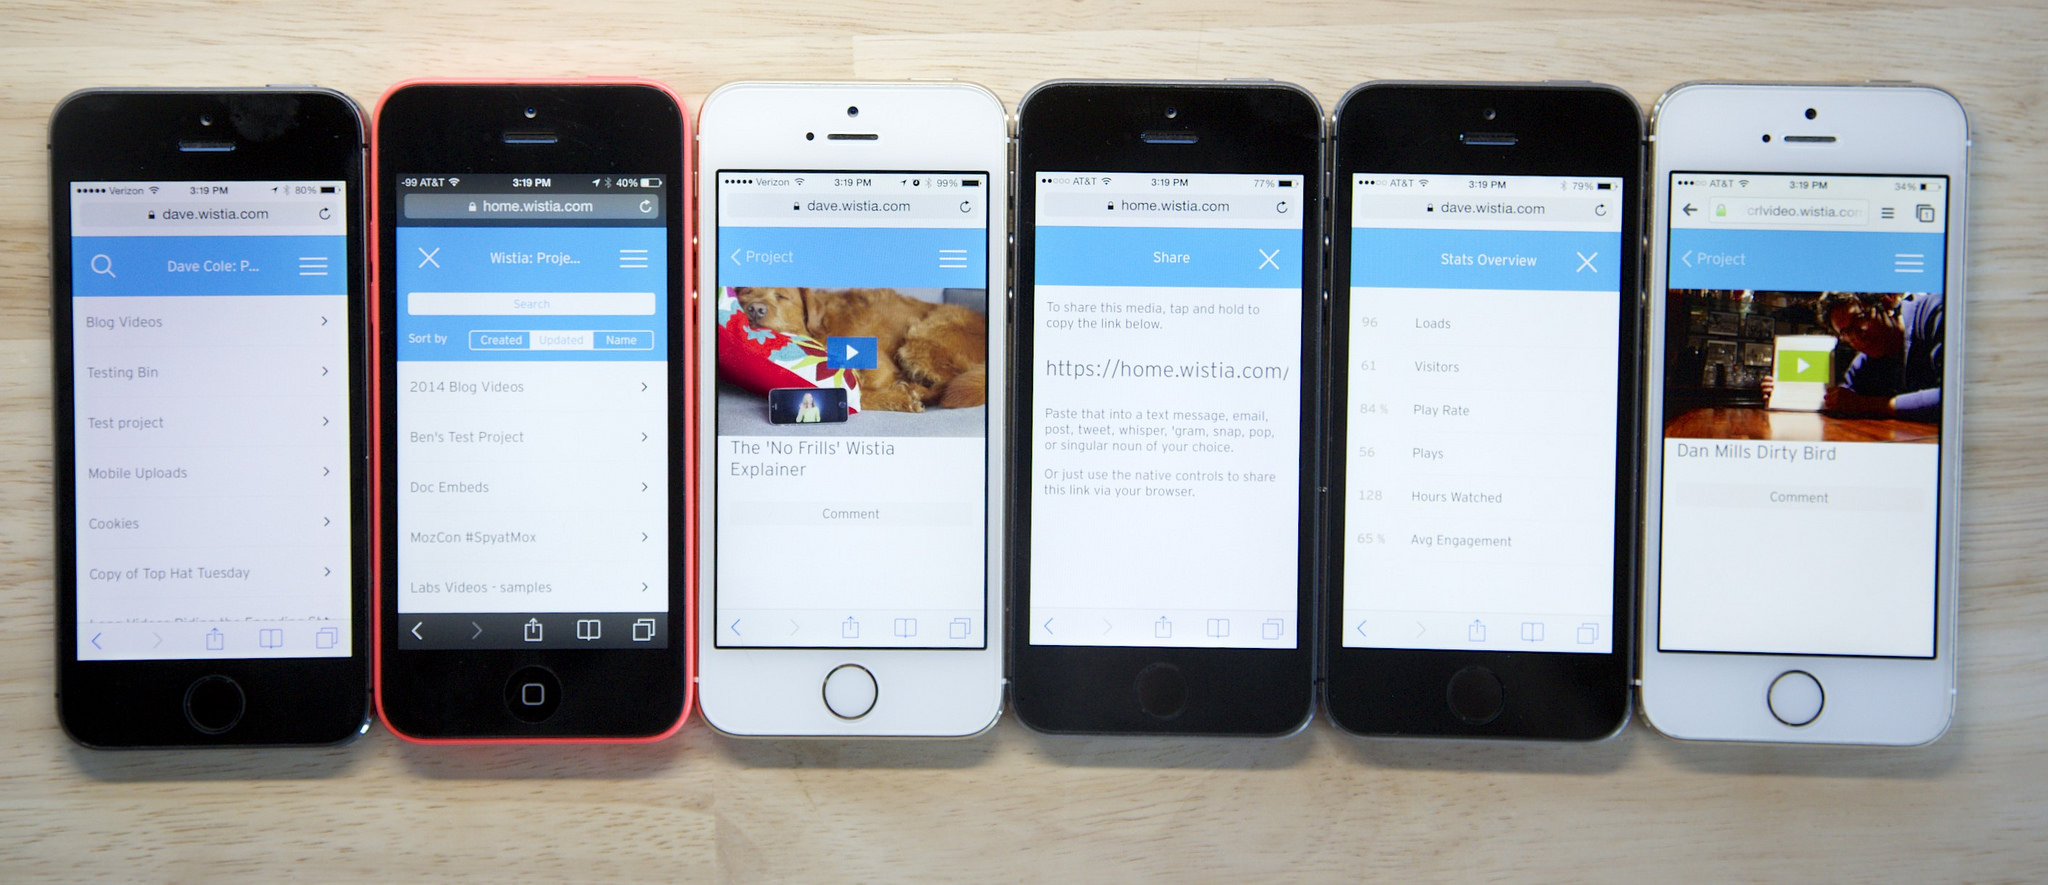 Verizon 3:19 PM 80%
dave.wistia.com
Dave Cole: P...
Blog Videos
Testing Bin
Test project
Mobile Uploads
Cookies
Copy of Top Hat Tuesday
-99 AT&T 3:19 PM 40%
home.wistia.com
Wistia: Proje...
Search
Sort by Created Updated Name
2014 Blog Videos
Ben's Test Project
Doc Embeds
MozCon #SpyatMox
Labs Videos - samples
Verizon 3:19 PM 99%
dave.wistia.com
Project
The 'No Frills' Wistia
Explainer
Comment
AT&T 3:19 PM 77%
home.wistia.com
Share
To share this media, tap and hold to
copy the link below.
https://home.wistia.com/
Paste that into a text message, email,
post, tweet, whisper, 'gram, snap, pop,
or singular noun of your choice.
Or just use the native controls to share
this link via your browser.
AT&T 3:19 PM 79%
dave.wistia.com
Stats Overview
96 Loads
61 Visitors
84 % Play Rate
56 Plays
128 Hours Watched
65 % Avg Engagement
AT&T 3:19 PM 34%
crlvideo.wistia.con
1
Project
Dan Mills Dirty Bird
Comment